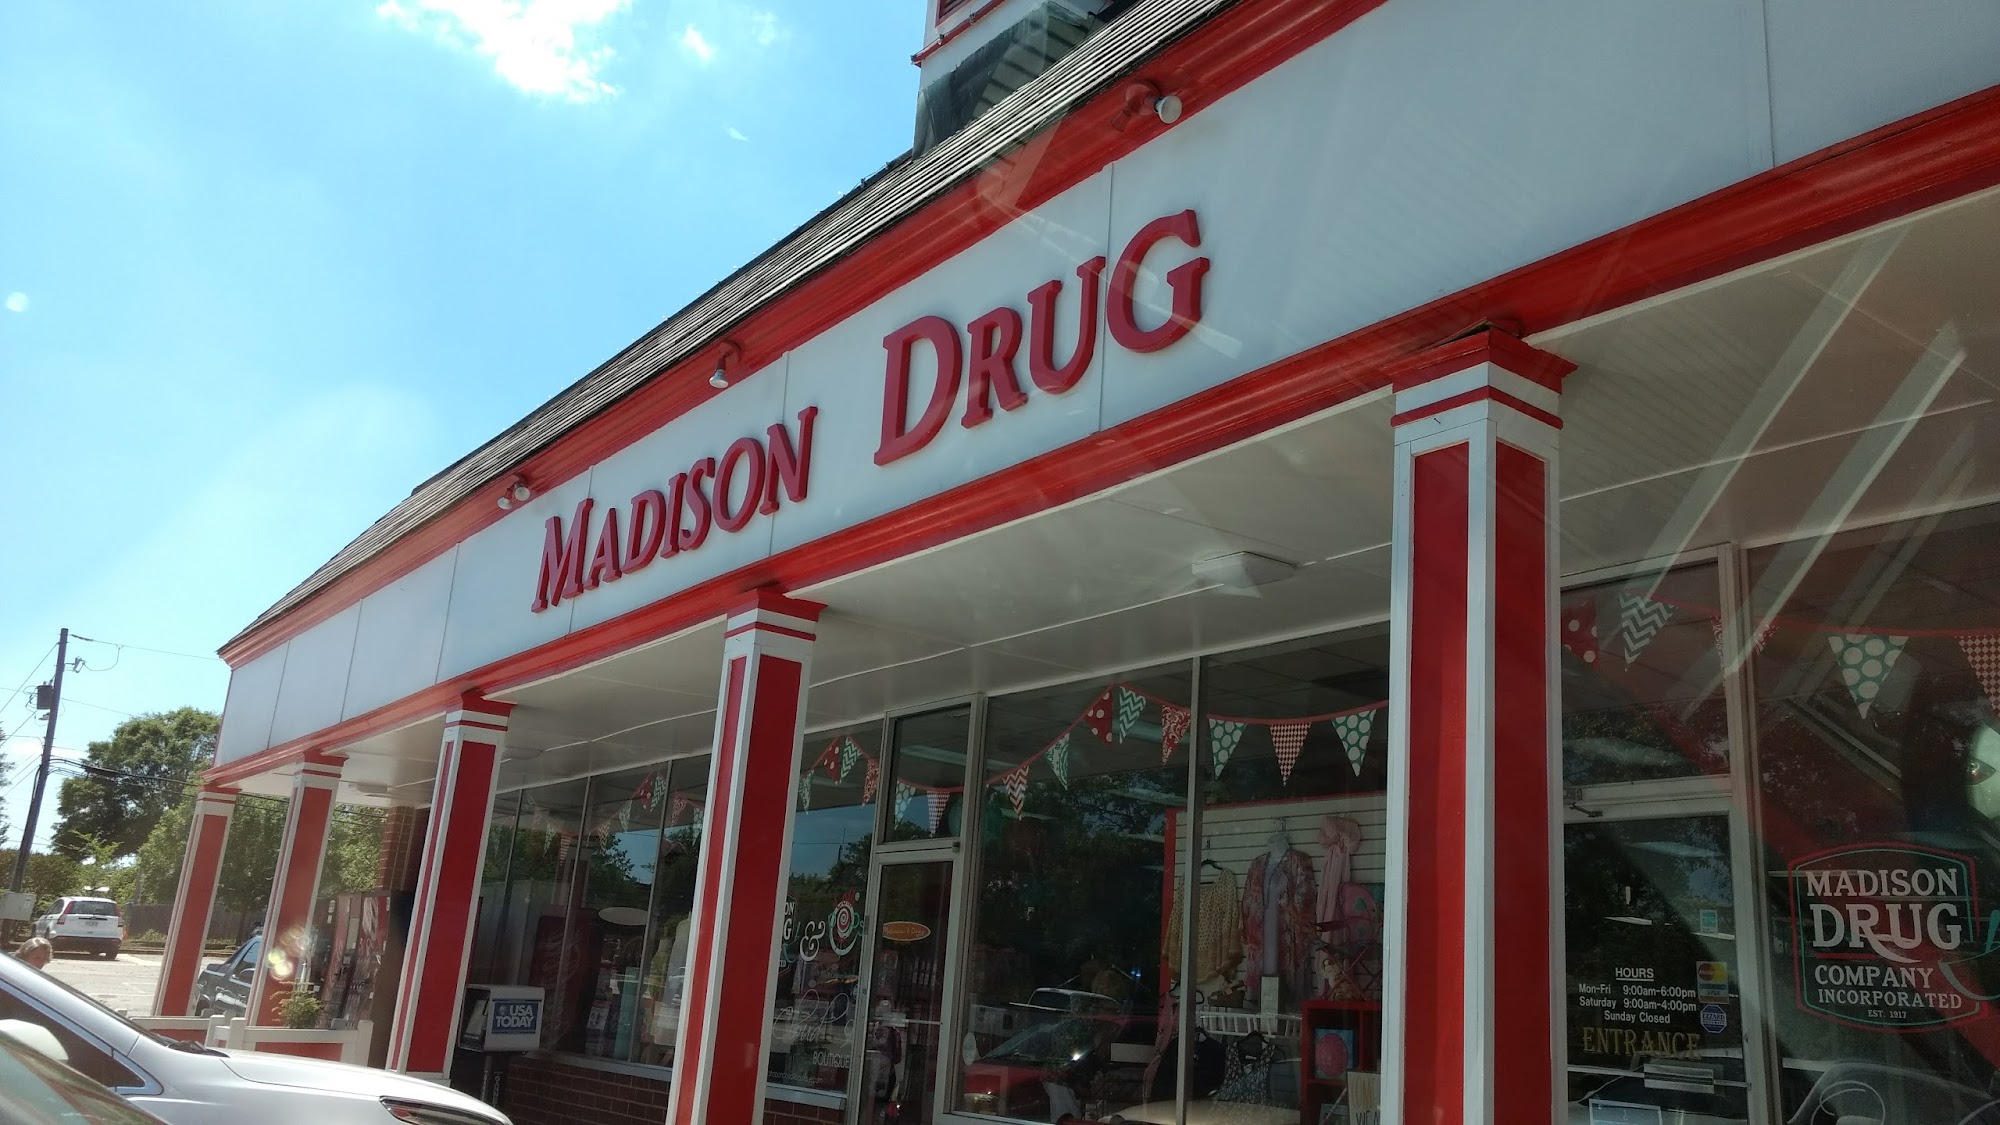 MADISON DRUG
USA
TODAY
&
BOUTIQUE
HOURS
Mon-Fri 9:00am-6:00pm
Saturday 9:00am-4:00pm
Sunday Closed
ENTRANCE
MADISON
DRUG
COMPANY
INCORPORATED
EST. 1917